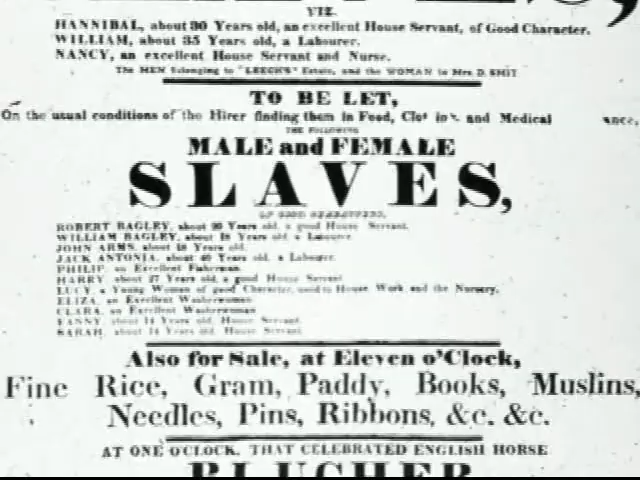 VIZ.
HANNIBAL, about 30 Years old, an excellent House Servant, of Good Character.
WILLIAM, about 35 Years old, a Labourer.
NANCY, an excellent House Servant and Nurse.
The MEN belonging to "LEECH'S" Estate, and the WOMAN to Mrs. D. SMIT
TO BE LET,
On the usual conditions of the Hirer finding them in Food, and Medical ance,
THE FOLLOWING
MALE and FEMALE
SLAVES,
OF GOOD CHARACTERS,
ROBERT BAGLEY, about 20 Years old, a good House Servant.
WILLIAM BAGLEY, about 18 Years old, a Labourer.
JOHN ARMS, about 18 Years old.
JACK ANTONIA, about 40 Years old, a Labourer.
PHILIP, an Excellent Fisherman.
HARRY, about 27 Years old, a good House Servant.
LUCY, a Young Woman of good Character, used to House Work and the Nursery.
ELIZA, an Excellent Washerwoman.
CLARA, an Excellent Washerwoman.
FANNY, about 14 Years old, House Servant.
SARAH, about 14 Years old, House Servant.
Also for Sale, at Eleven o'Clock,
Fine Rice, Gram, Paddy, Books, Muslins,
Needles, Pins, Ribbons, &c. &c.
AT ONE O'CLOCK, THAT CELEBRATED ENGLISH HORSE
BLUCHER